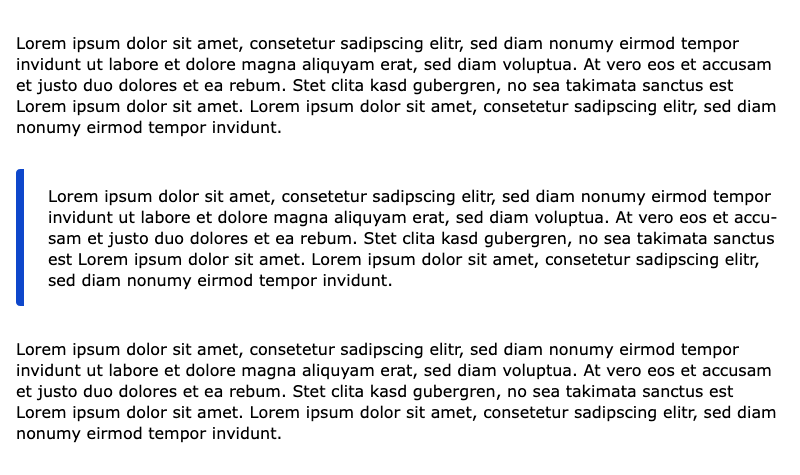 Lorem ipsum dolor sit amet, consetetur sadipscing elitr, sed diam nonumy eirmod tempor
invidunt ut labore et dolore magna aliquyam erat, sed diam voluptua. At vero eos et accusam
et justo duo dolores et ea rebum. Stet clita kasd gubergren, no sea takimata sanctus est
Lorem ipsum dolor sit amet. Lorem ipsum dolor sit amet, consetetur sadipscing elitr, sed diam
nonumy eirmod tempor invidunt.
Lorem ipsum dolor sit amet, consetetur sadipscing elitr, sed diam nonumy eirmod tempor
invidunt ut labore et dolore magna aliquyam erat, sed diam voluptua. At vero eos et accu-
sam et justo duo dolores et ea rebum. Stet clita kasd gubergren, no sea takimata sanctus
est Lorem ipsum dolor sit amet. Lorem ipsum dolor sit amet, consetetur sadipscing elitr,
sed diam nonumy eirmod tempor invidunt.
Lorem ipsum dolor sit amet, consetetur sadipscing elitr, sed diam nonumy eirmod tempor
invidunt ut labore et dolore magna aliquyam erat, sed diam voluptua. At vero eos et accusam
et justo duo dolores et ea rebum. Stet clita kasd gubergren, no sea takimata sanctus est
Lorem ipsum dolor sit amet. Lorem ipsum dolor sit amet, consetetur sadipscing elitr, sed diam
nonumy eirmod tempor invidunt.